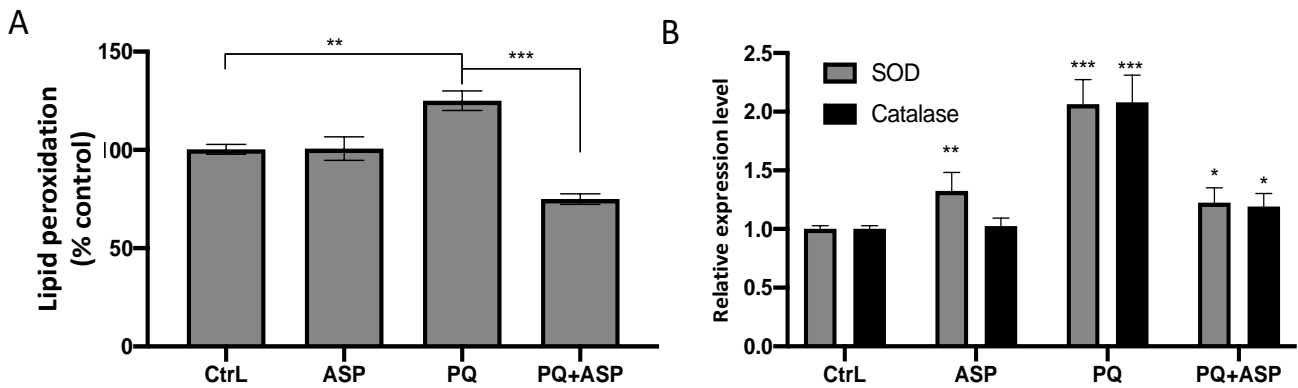 A
Lipid peroxidation
(% control)
150
100
50
0
**
***
CtrL ASP PQ PQ+ASP
B
Relative expression level
2.5
2.0
1.5
1.0
0.5
0.0
SOD
Catalase
**
*** ***
* *
CtrL ASP PQ PQ+ASP